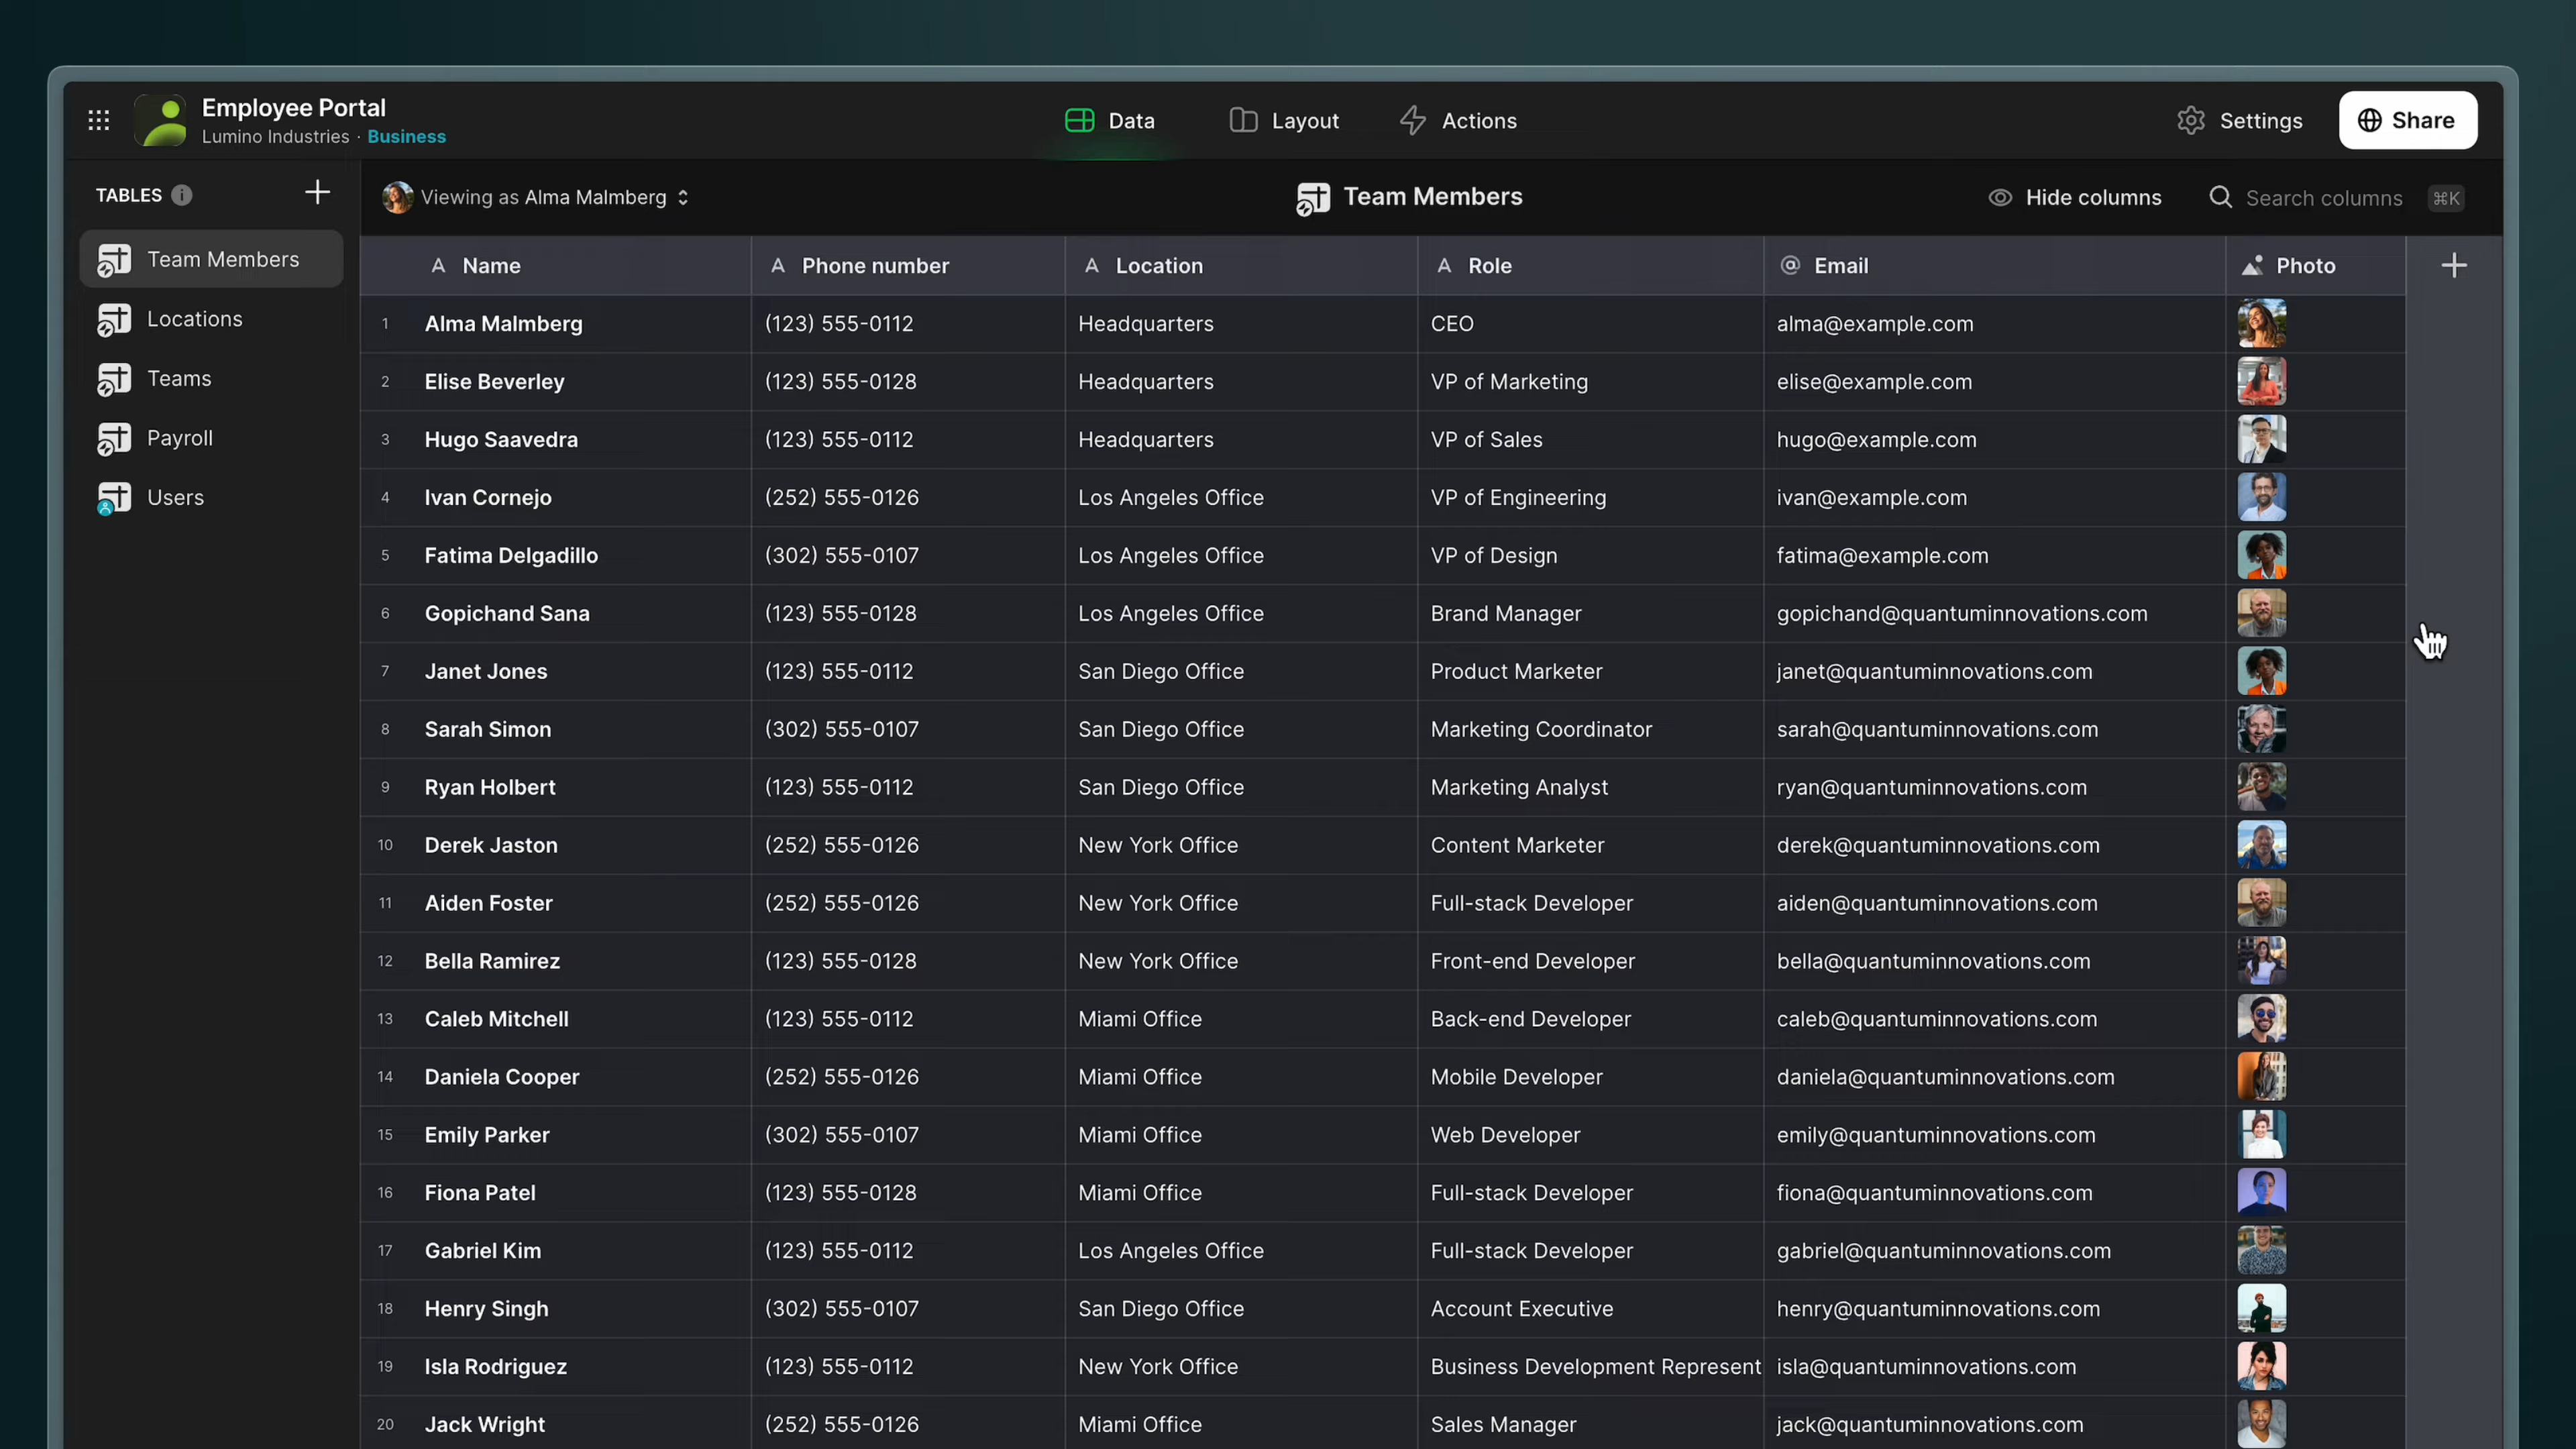 Employee Portal
Lumino Industries · Business
Data
Layout
Actions
Settings
Share
TABLES
Team Members
Locations
Teams
Payroll
Users
Viewing as Alma Malmberg
Team Members
Hide columns
Search columns
⌘K
Name Phone number Location Role Email Photo
1 Alma Malmberg (123) 555-0112 Headquarters CEO alma@example.com
2 Elise Beverley (123) 555-0128 Headquarters VP of Marketing elise@example.com
3 Hugo Saavedra (123) 555-0112 Headquarters VP of Sales hugo@example.com
4 Ivan Cornejo (252) 555-0126 Los Angeles Office VP of Engineering ivan@example.com
5 Fatima Delgadillo (302) 555-0107 Los Angeles Office VP of Design fatima@example.com
6 Gopichand Sana (123) 555-0128 Los Angeles Office Brand Manager gopichand@quantuminnovations.com
7 Janet Jones (123) 555-0112 San Diego Office Product Marketer janet@quantuminnovations.com
8 Sarah Simon (302) 555-0107 San Diego Office Marketing Coordinator sarah@quantuminnovations.com
9 Ryan Holbert (123) 555-0112 San Diego Office Marketing Analyst ryan@quantuminnovations.com
10 Derek Jaston (252) 555-0126 New York Office Content Marketer derek@quantuminnovations.com
11 Aiden Foster (252) 555-0126 New York Office Full-stack Developer aiden@quantuminnovations.com
12 Bella Ramirez (123) 555-0128 New York Office Front-end Developer bella@quantuminnovations.com
13 Caleb Mitchell (123) 555-0112 Miami Office Back-end Developer caleb@quantuminnovations.com
14 Daniela Cooper (252) 555-0126 Miami Office Mobile Developer daniela@quantuminnovations.com
15 Emily Parker (302) 555-0107 Miami Office Web Developer emily@quantuminnovations.com
16 Fiona Patel (123) 555-0128 Miami Office Full-stack Developer fiona@quantuminnovations.com
17 Gabriel Kim (123) 555-0112 Los Angeles Office Full-stack Developer gabriel@quantuminnovations.com
18 Henry Singh (302) 555-0107 San Diego Office Account Executive henry@quantuminnovations.com
19 Isla Rodriguez (123) 555-0112 New York Office Business Development Represent isla@quantuminnovations.com
20 Jack Wright (252) 555-0126 Miami Office Sales Manager jack@quantuminnovations.com